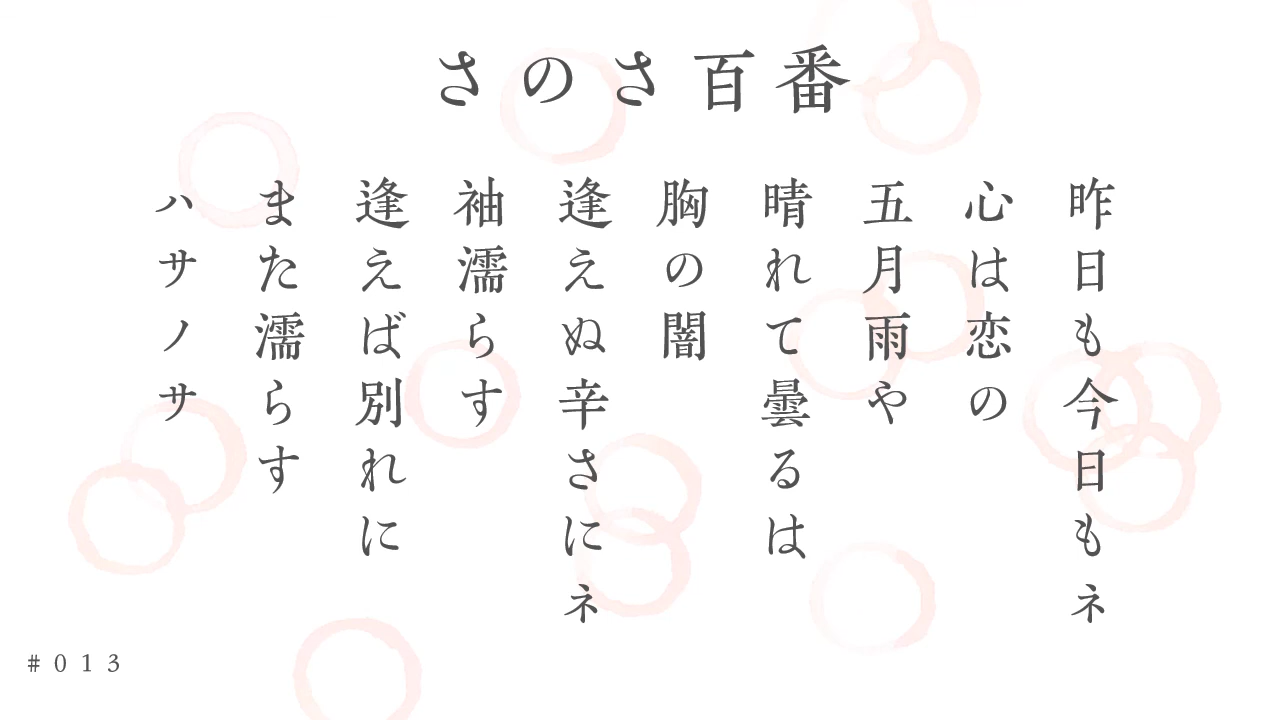 さのさ百番
昨日も今日もネ
心は恋の
五月雨や
晴れて曇るは
胸の闇
逢えぬ辛さにネ
袖濡らす
逢えば別れに
また濡らす
ハサノサ
#013